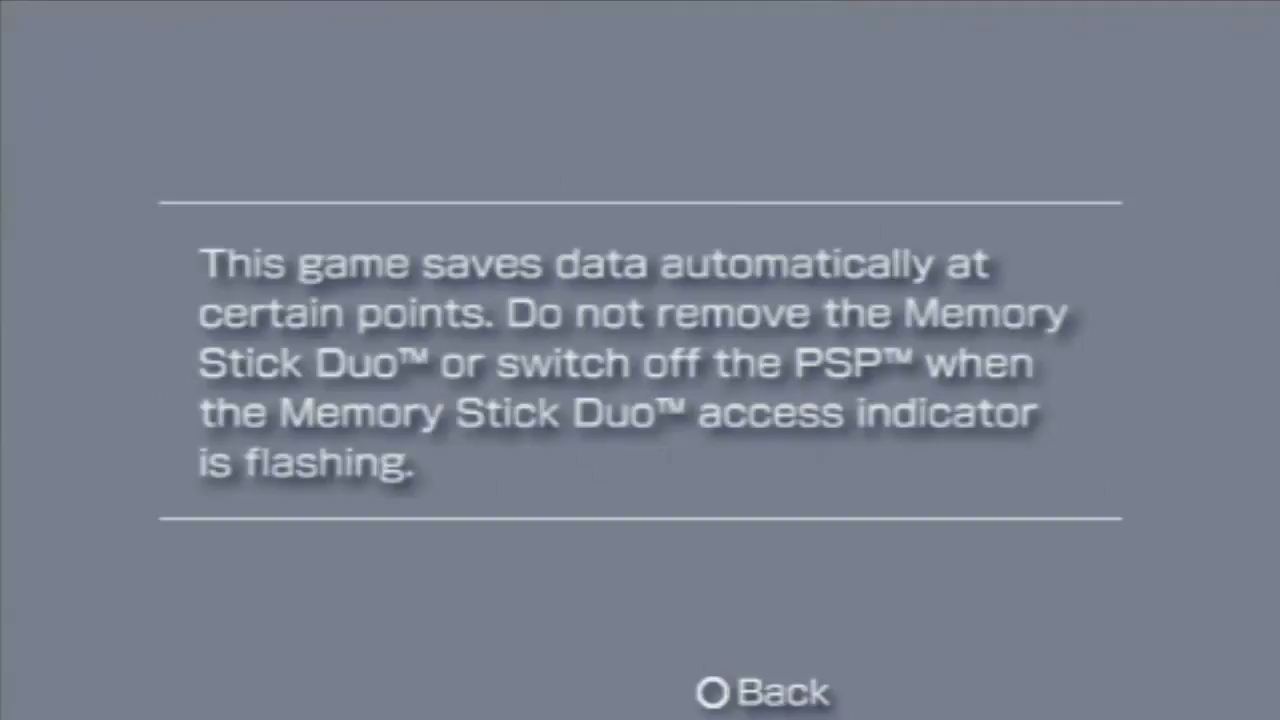 This game saves data automatically at
certain points. Do not remove the Memory
Stick Duo™ or switch off the PSP™ when
the Memory Stick Duo™ access indicator
is flashing.
Back